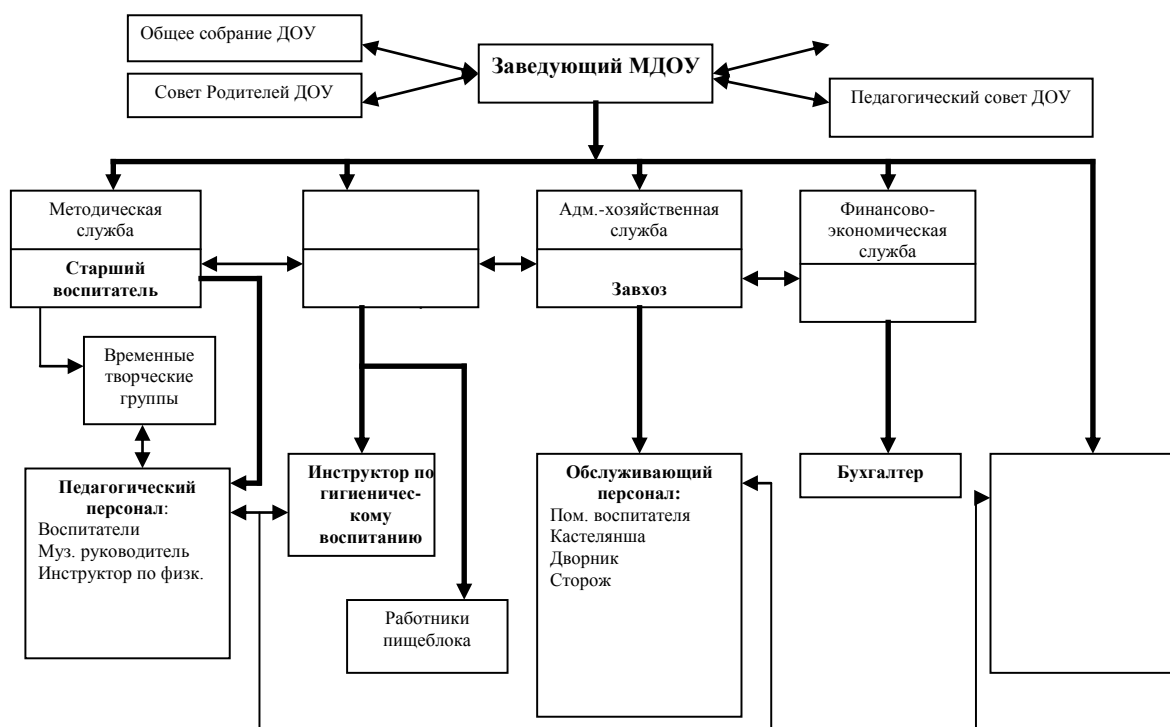 Общее собрание ДОУ
Заведующий МДОУ
Совет Родителей ДОУ
Педагогический совет ДОУ
Методическая
служба
Старший
воспитатель
Адм.-хозяйственная
служба
Завхоз
Финансово-
экономическая
служба
Временные
творческие
группы
Педагогический
персонал:
Воспитатели
Муз. руководитель
Инструктор по физк.
Инструктор по
гигиеничес-
кому
воспитанию
Работники
пищеблока
Обслуживающий
персонал:
Пом. воспитателя
Кастелянша
Дворник
Сторож
Бухгалтер